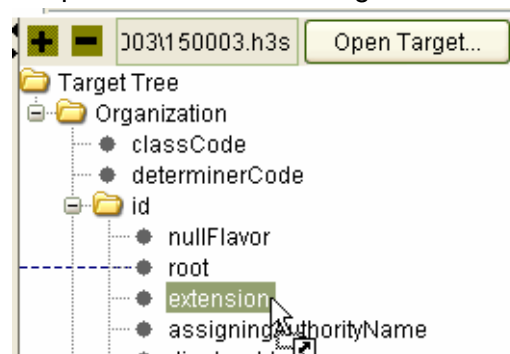 003\150003.h3s Open Target...
Target Tree
Organization
classCode
determinerCode
id
nullFlavor
root
extension
assigningAuthorityName